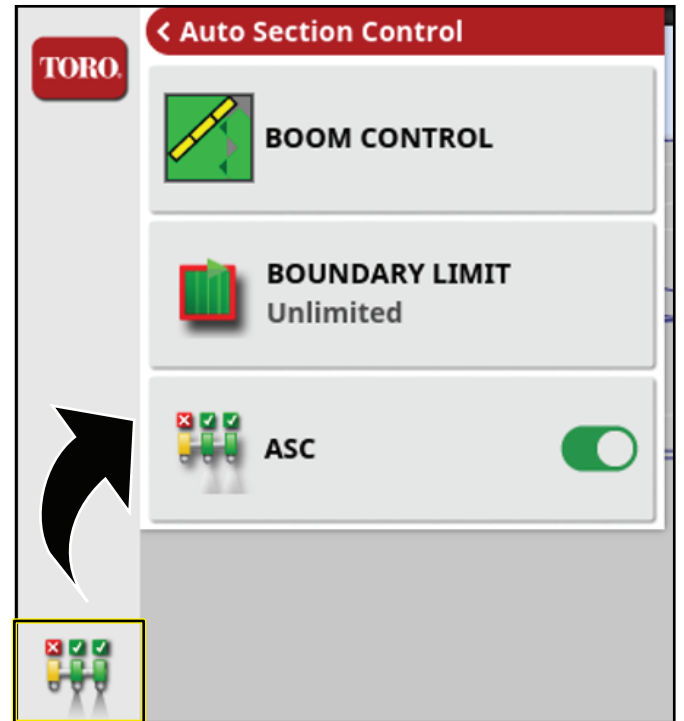 TORO.
Auto Section Control
BOOM CONTROL
BOUNDARY LIMIT
Unlimited
ASC